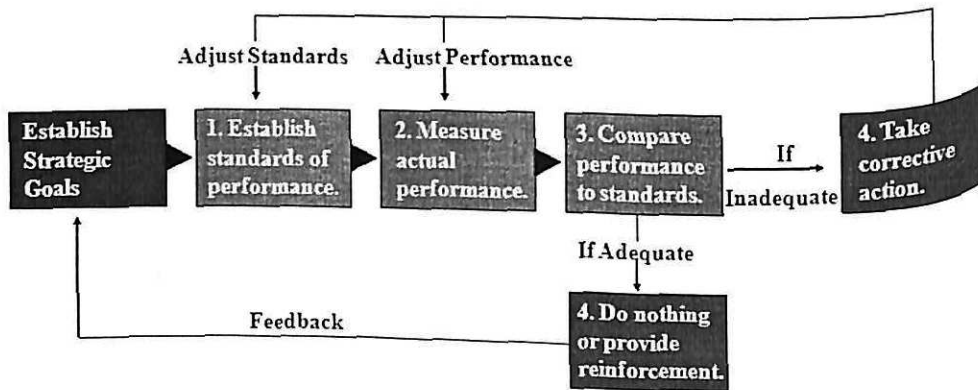 Adjust Standards
Adjust Performance
Establish
Strategic
Goals
1. Establish
standards of
performance.
2. Measure
actual
performance.
3. Compare
performance
to standards.
If
Inadequate
4. Take
corrective
action.
If Adequate
4. Do nothing
or provide
reinforcement.
Feedback